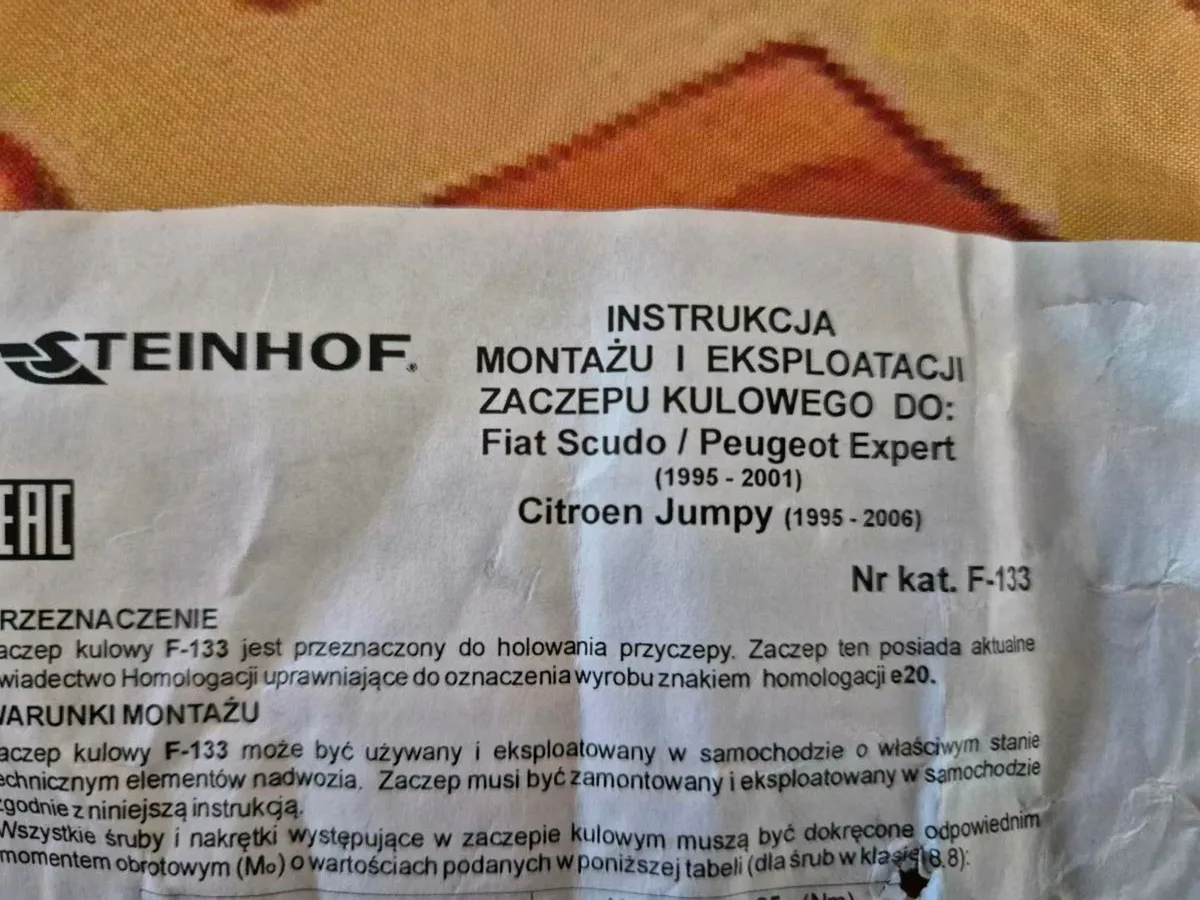 STEINHOF®
INSTRUKCJA
MONTAŻU I EKSPLOATACJI
ZACZEPU KULOWEGO DO:
Fiat Scudo / Peugeot Expert
(1995 - 2001)
Citroen Jumpy (1995 - 2006)
EAC
Nr kat. F-133
RZEZNACZENIE
aczep kulowy F-133 jest przeznaczony do holowania przyczepy. Zaczep ten posiada aktualne
wiadectwo Homologacji uprawniające do oznaczenia wyrobu znakiem homologacji e20.
WARUNKI MONTAŻU
aczep kulowy F-133 może być używany i eksploatowany w samochodzie o właściwym stanie
echnicznym elementów nadwozia. Zaczep musi być zamontowany i eksploatowany w samochodzie
zgodnie z niniejszą instrukcją.
Wszystkie śruby i nakrętki występujące w zaczepie kulowym muszą być dokręcone odpowiednim
momentem obrotowym (Mo) o wartościach podanych w poniższej tabeli (dla śrub w klasie 8.8):
(Nm)